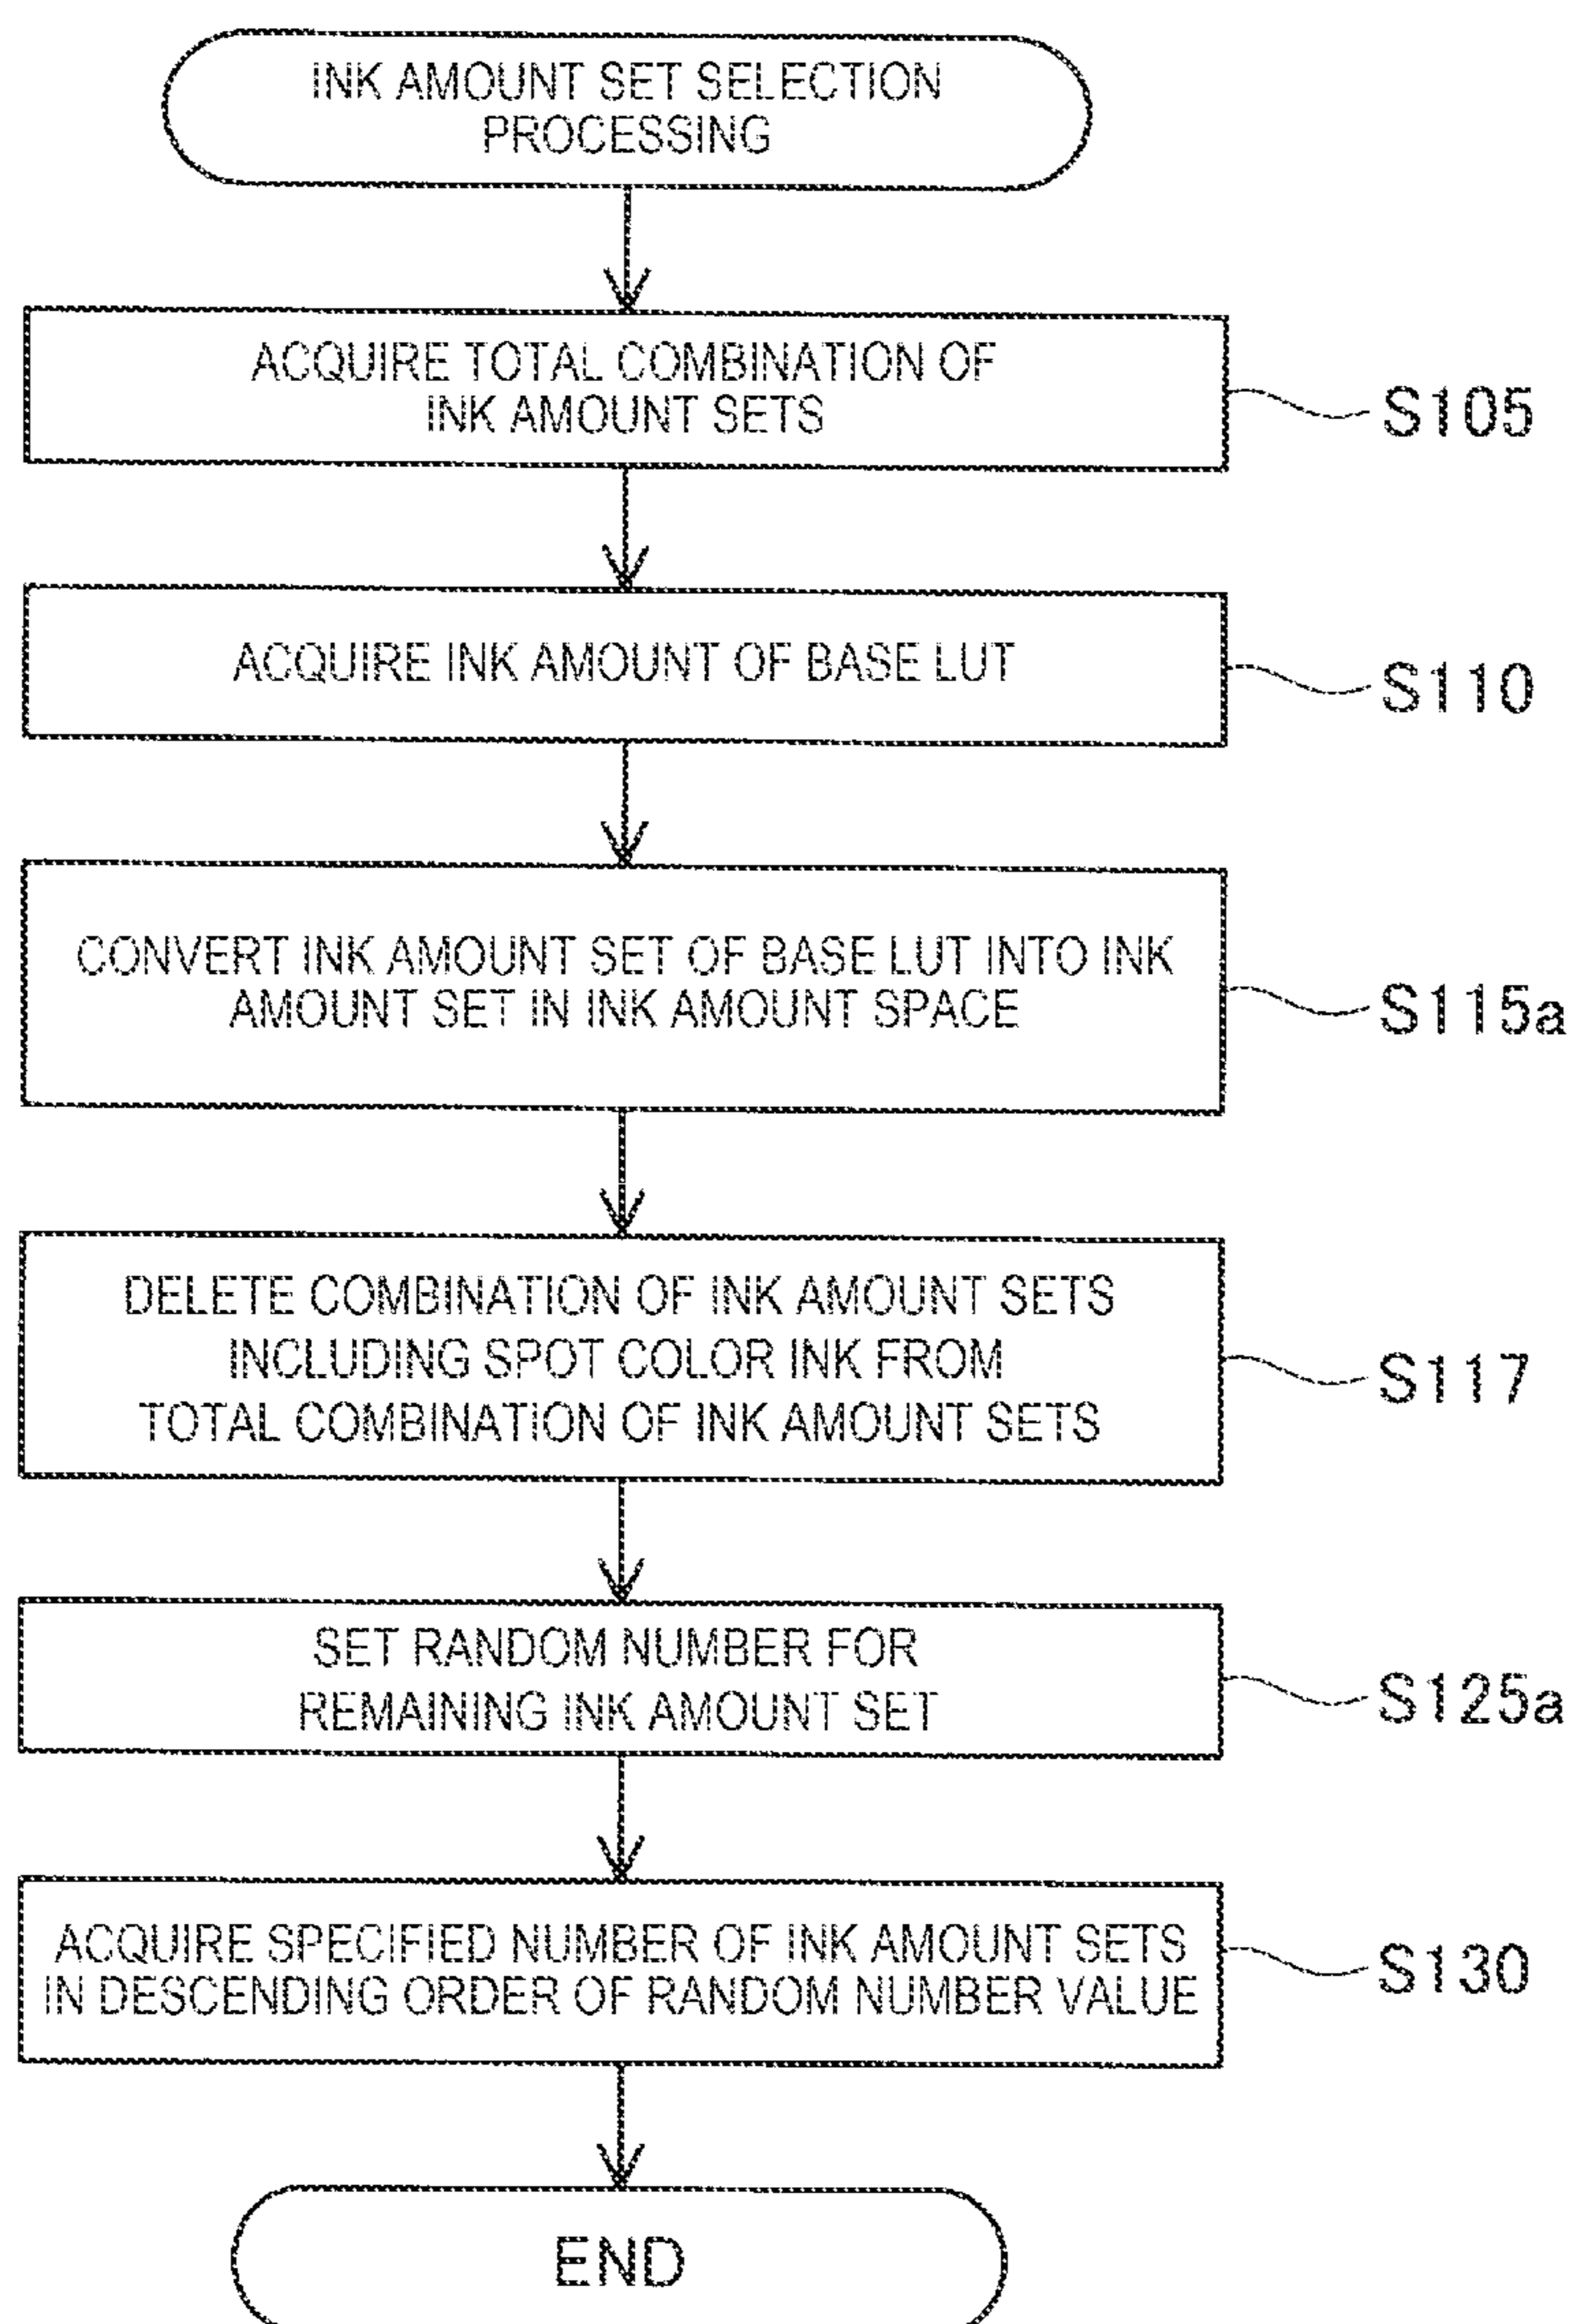 INK AMOUNT SET SELECTION
PROCESSING
ACQUIRE TOTAL COMBINATION OF
INK AMOUNT SETS
S105
ACQUIRE INK AMOUNT OF BASE LUT
S110
CONVERT INK AMOUNT SET OF BASE LUT INTO INK
AMOUNT SET IN INK AMOUNT SPACE
S115a
DELETE COMBINATION OF INK AMOUNT SETS
INCLUDING SPOT COLOR INK FROM
TOTAL COMBINATION OF INK AMOUNT SETS
S117
SET RANDOM NUMBER FOR
REMAINING INK AMOUNT SET
S125a
ACQUIRE SPECIFIED NUMBER OF INK AMOUNT SETS
IN DESCENDING ORDER OF RANDOM NUMBER VALUE
S130
END